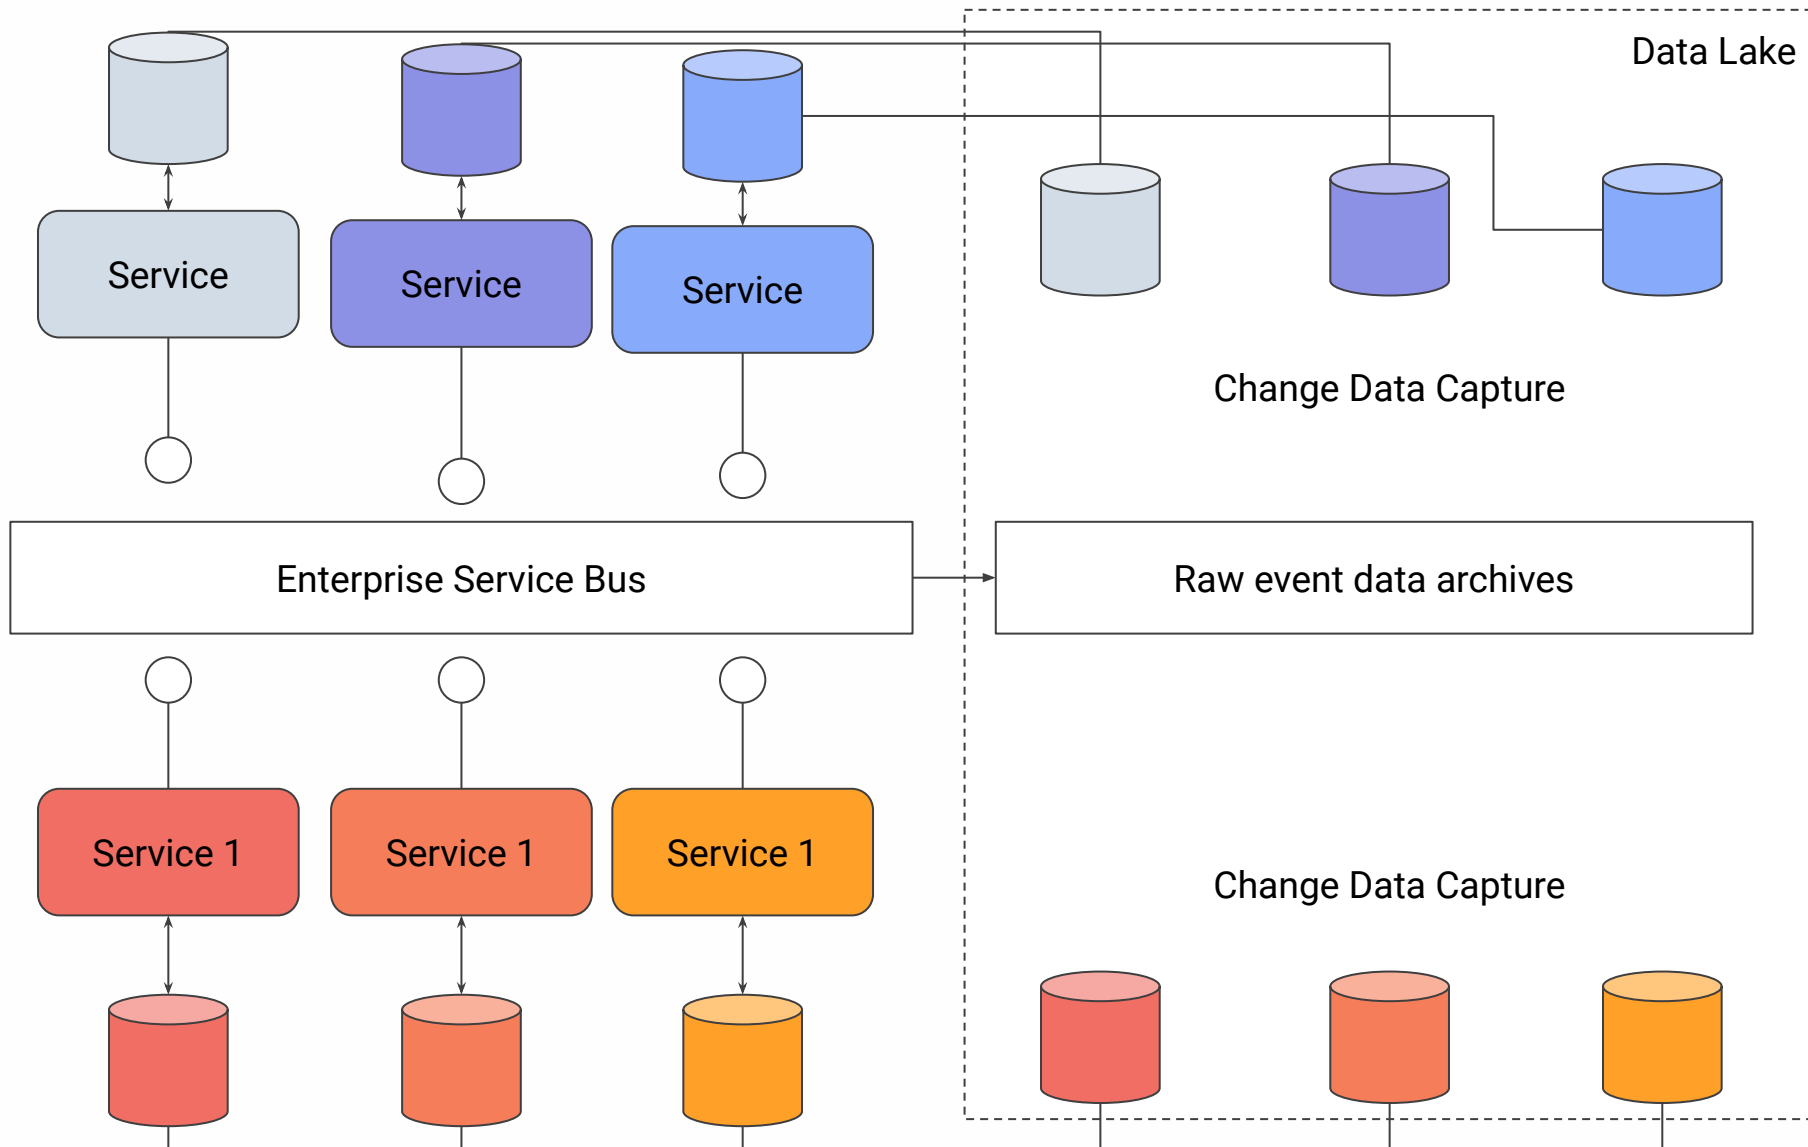 Data Lake
Service
Service
Service
Change Data Capture
Enterprise Service Bus
Raw event data archives
Service 1
Service 1
Service 1
Change Data Capture